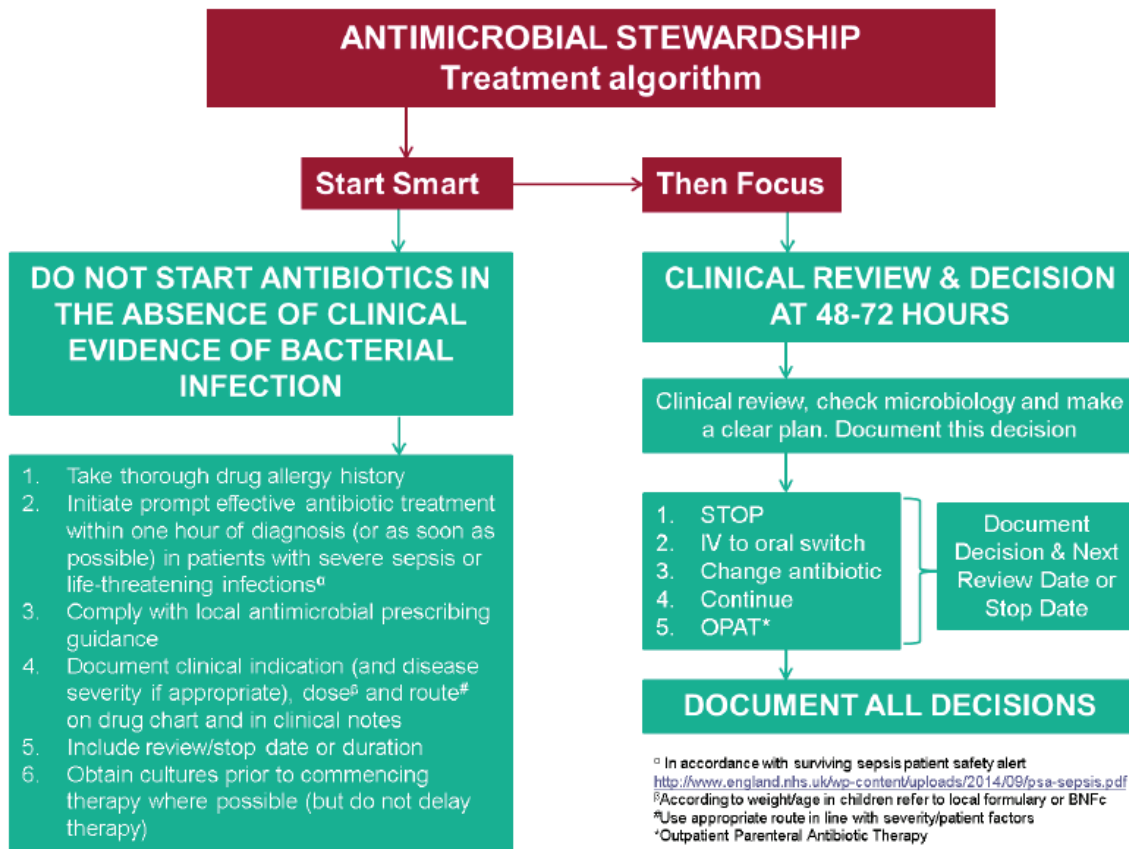 ANTIMICROBIAL STEWARDSHIP
Treatment algorithm
Start Smart
Then Focus
DO NOT START ANTIBIOTICS IN
THE ABSENCE OF CLINICAL
EVIDENCE OF BACTERIAL
INFECTION
1. Take thorough drug allergy history
2. Initiate prompt effective antibiotic treatment
within one hour of diagnosis (or as soon as
possible) in patients with severe sepsis or
life-threatening infectionsα
3. Comply with local antimicrobial prescribing
guidance
4. Document clinical indication (and disease
severity if appropriate), doseβ and route#
on drug chart and in clinical notes
5. Include review/stop date or duration
6. Obtain cultures prior to commencing
therapy where possible (but do not delay
therapy)
CLINICAL REVIEW & DECISION
AT 48-72 HOURS
Clinical review, check microbiology and make
a clear plan. Document this decision
1. STOP
2. IV to oral switch
3. Change antibiotic
4. Continue
5. OPAT*
Document
Decision & Next
Review Date or
Stop Date
DOCUMENT ALL DECISIONS
α In accordance with surviving sepsis patient safety alert
http://www.england.nhs.uk/wp-content/uploads/2014/09/psa-sepsis.pdf
βAccording to weight/age in children refer to local formulary or BNFc
#Use appropriate route in line with severity/patient factors
*Outpatient Parenteral Antibiotic Therapy